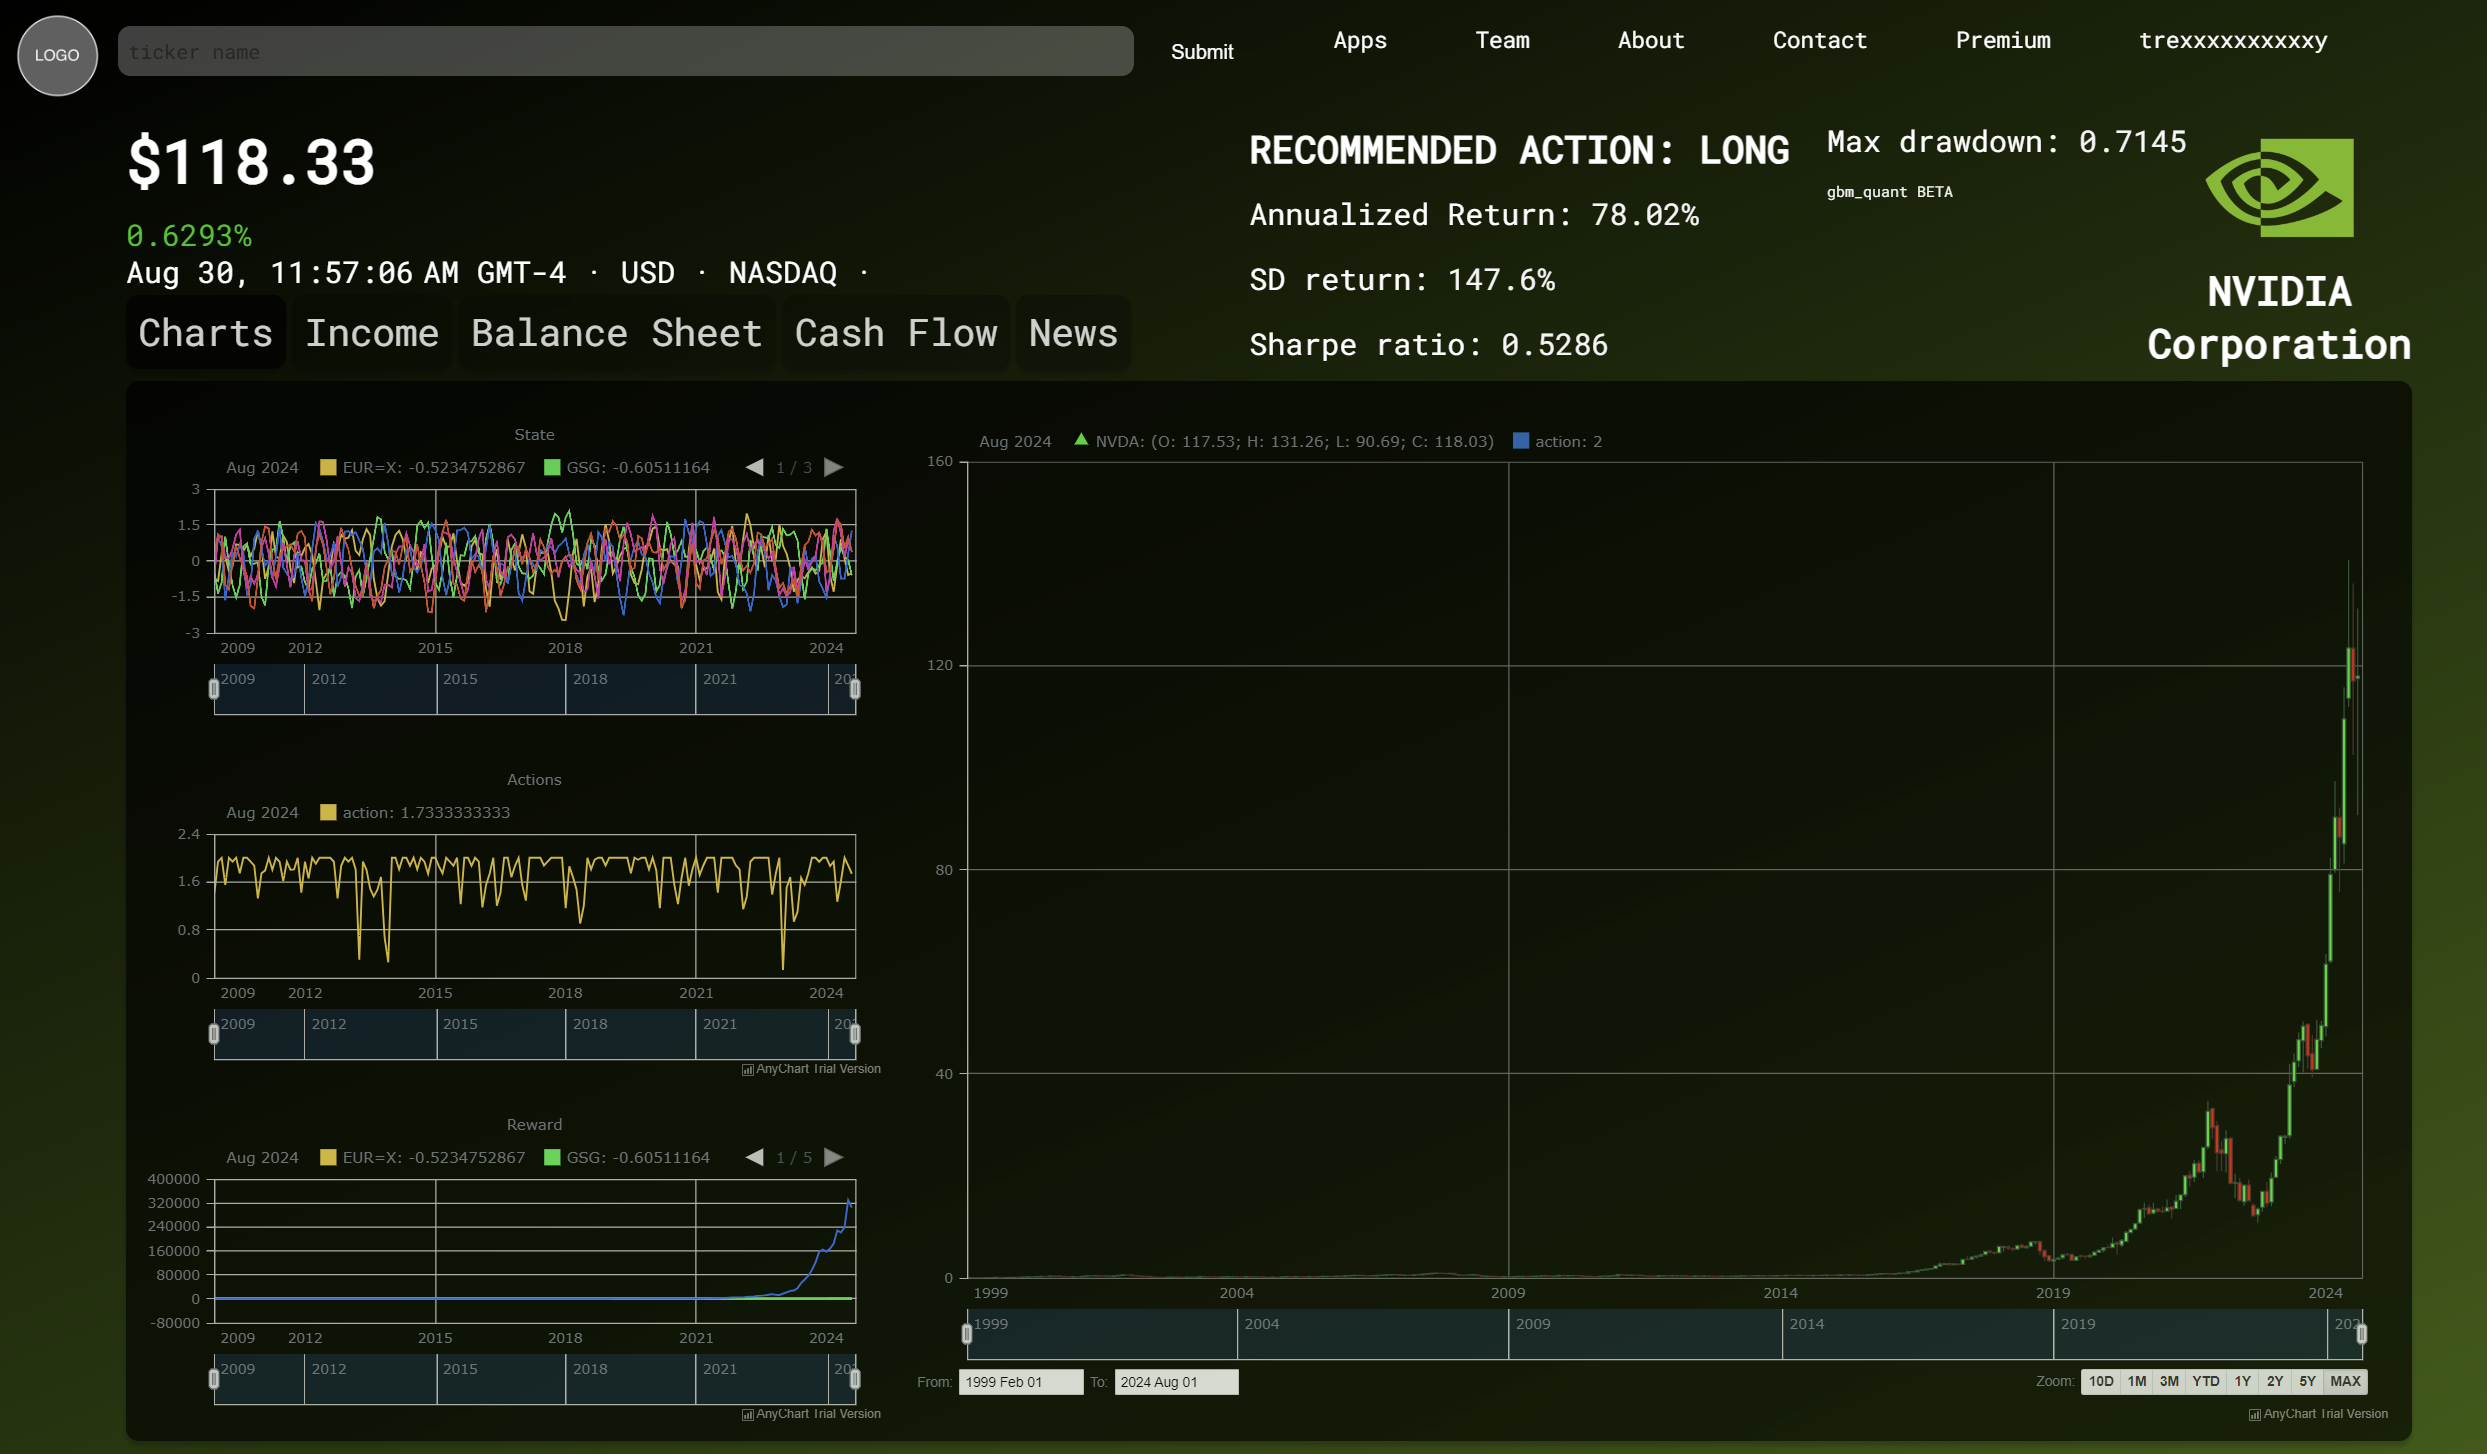 LOGO
ticker name
Submit
Apps
Team
About
Contact
Premium
trexxxxxxxxxxy
$118.33
0.6293%
Aug 30, 11:57:06 AM GMT-4 · USD · NASDAQ ·
RECOMMENDED ACTION: LONG
Annualized Return: 78.02%
SD return: 147.6%
Sharpe ratio: 0.5286
Max drawdown: 0.7145
gbm_quant BETA
NVIDIA
Corporation
Charts
Income
Balance Sheet
Cash Flow
News
State
Aug 2024 EUR=X: -0.5234752867 GSG: -0.60511164 1 / 3
3
1.5
0
-1.5
-3
2009 2012 2015 2018 2021 2024
2009 2012 2015 2018 2021 20
Actions
Aug 2024 action: 1.7333333333
2.4
1.6
0.8
0
2009 2012 2015 2018 2021 2024
2009 2012 2015 2018 2021 20
AnyChart Trial Version
Reward
Aug 2024 EUR=X: -0.5234752867 GSG: -0.60511164 1 / 5
400000
320000
240000
160000
80000
0
-80000
2009 2012 2015 2018 2021 2024
2009 2012 2015 2018 2021 20
AnyChart Trial Version
Aug 2024 NVDA: (O: 117.53; H: 131.26; L: 90.69; C: 118.03) action: 2
160
120
80
40
0
1999 2004 2009 2014 2019 2024
1999 2004 2009 2014 2019 202
From: 1999 Feb 01 To: 2024 Aug 01
Zoom: 10D 1M 3M YTD 1Y 2Y 5Y MAX
AnyChart Trial Version